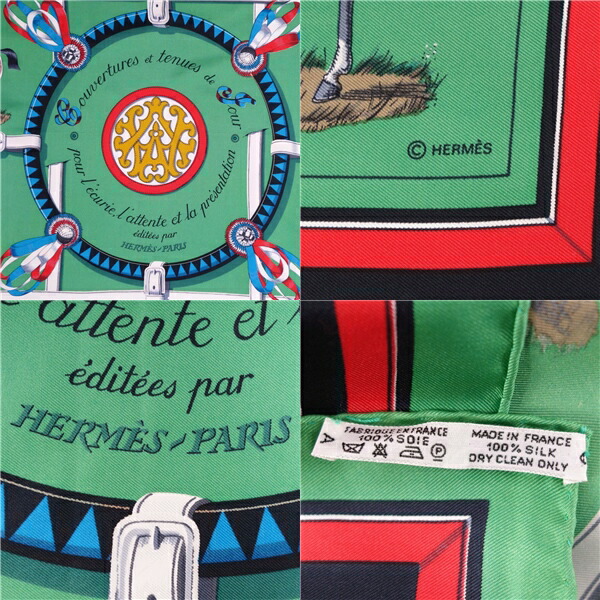 Couvertures et tenues de Jour
pour l'écurie, l'attente et la présentation
éditées par
HERMÈS-PARIS
© HERMÈS
l'attente et
éditées par
HERMÈS-PARIS
FABRIQUE EN FRANCE
100% SOIE
MADE IN FRANCE
100% SILK
DRY CLEAN ONLY